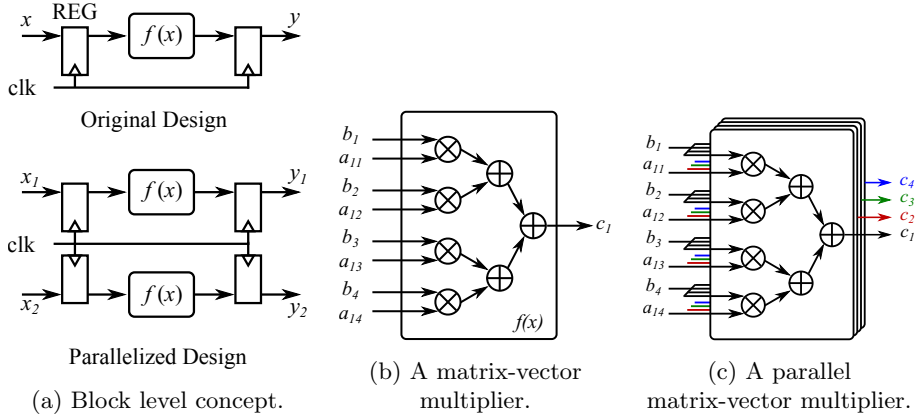 x REG y
f(x)
clk
Original Design
x1 f(x) y1
clk
x2 f(x) y2
Parallelized Design
(a) Block level concept.
b1
a11
b2
a12
b3
a13
b4
a14
c1
f(x)
(b) A matrix-vector
multiplier.
b1
a11
b2
a12
b3
a13
b4
a14
c4
c3
c2
c1
(c) A parallel
matrix-vector multiplier.